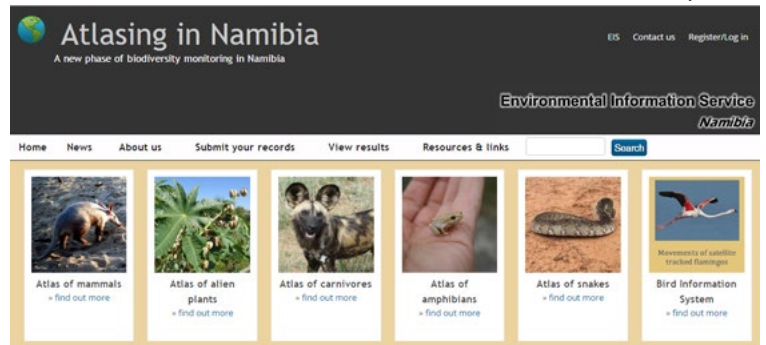 Atlasing in Namibia
A new phase of biodiversity monitoring in Namibia
EIS Contact us Register/Log in
Environmental Information Service
Namibia
Home News About us Submit your records View results Resources & links Search
Movements of satellite
tracked flamingos
Atlas of mammals
» find out more
Atlas of alien
plants
» find out more
Atlas of carnivores
» find out more
Atlas of
amphibians
» find out more
Atlas of snakes
» find out more
Bird Information
System
» find out more